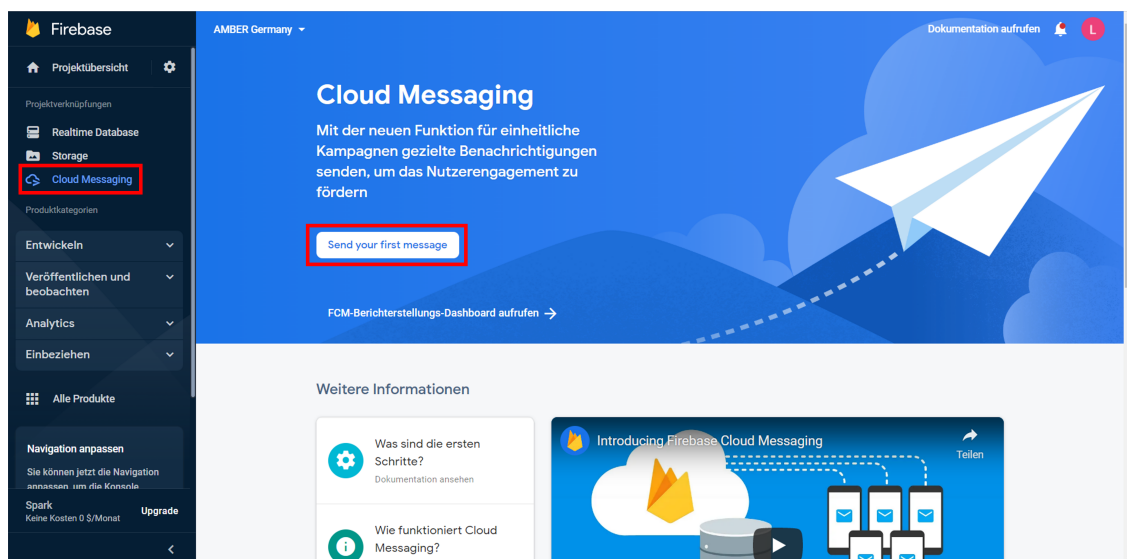 Firebase
Projektübersicht
Projektverknüpfungen
Realtime Database
Storage
Cloud Messaging
Produktkategorien
Entwickeln
Veröffentlichen und
beobachten
Analytics
Einbeziehen
Alle Produkte
Navigation anpassen
Sie können jetzt die Navigation
anpassen, um die Konsole
Spark
Keine Kosten 0 $/Monat
Upgrade
AMBER Germany
Dokumentation aufrufen
L
Cloud Messaging
Mit der neuen Funktion für einheitliche
Kampagnen gezielte Benachrichtigungen
senden, um das Nutzerengagement zu
fördern
Send your first message
FCM-Berichterstellungs-Dashboard aufrufen
Weitere Informationen
Was sind die ersten
Schritte?
Dokumentation ansehen
Wie funktioniert Cloud
Messaging?
Introducing Firebase Cloud Messaging
Teilen